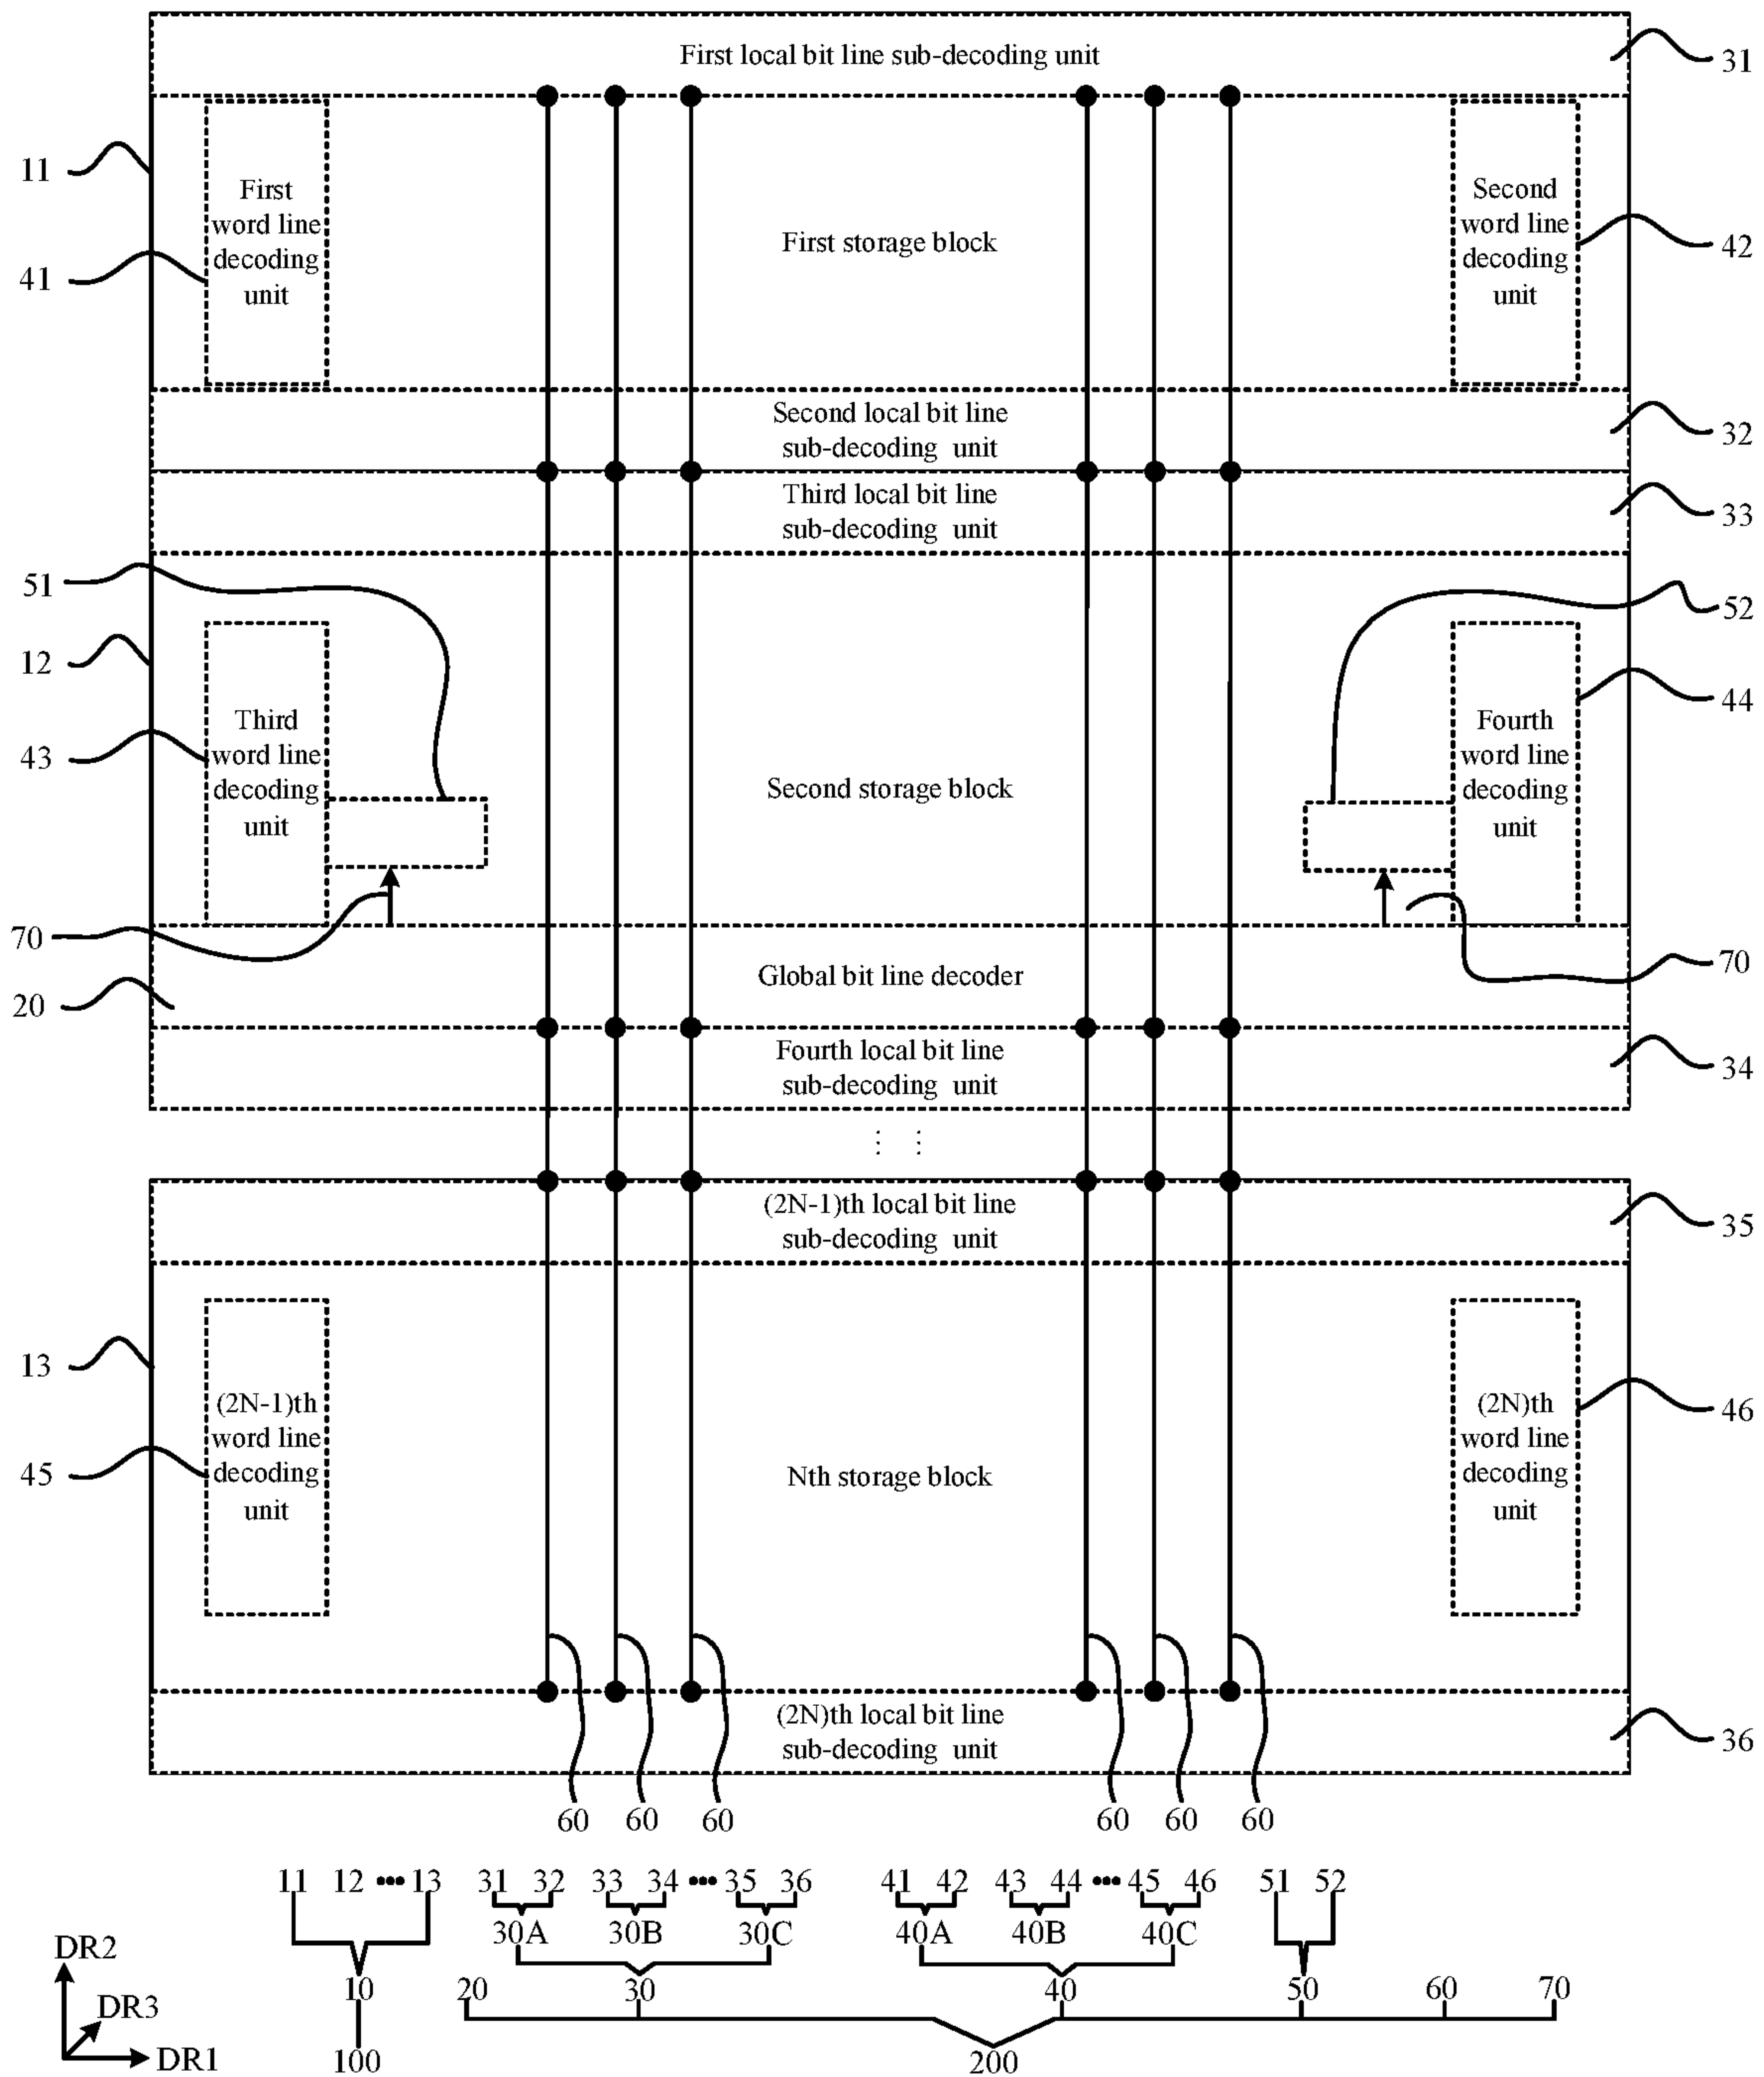 First local bit line sub-decoding unit
31
11
First
word line
decoding
unit
41
First storage block
Second
word line
decoding
unit
42
Second local bit line
sub-decoding unit
32
Third local bit line
sub-decoding unit
33
51
52
12
Third
word line
decoding
unit
43
Second storage block
Fourth
word line
decoding
unit
44
70
70
Global bit line decoder
20
Fourth local bit line
sub-decoding unit
34
(2N-1)th local bit line
sub-decoding unit
35
13
(2N-1)th
word line
decoding
unit
45
Nth storage block
(2N)th
word line
decoding
unit
46
(2N)th local bit line
sub-decoding unit
36
60 60 60 60 60 60
11 12 ••• 13 31 32 33 34 ••• 35 36 41 42 43 44 ••• 45 46 51 52
30A 30B 30C 40A 40B 40C
DR2
10 20 30 40 50 60 70
DR3
DR1 100 200